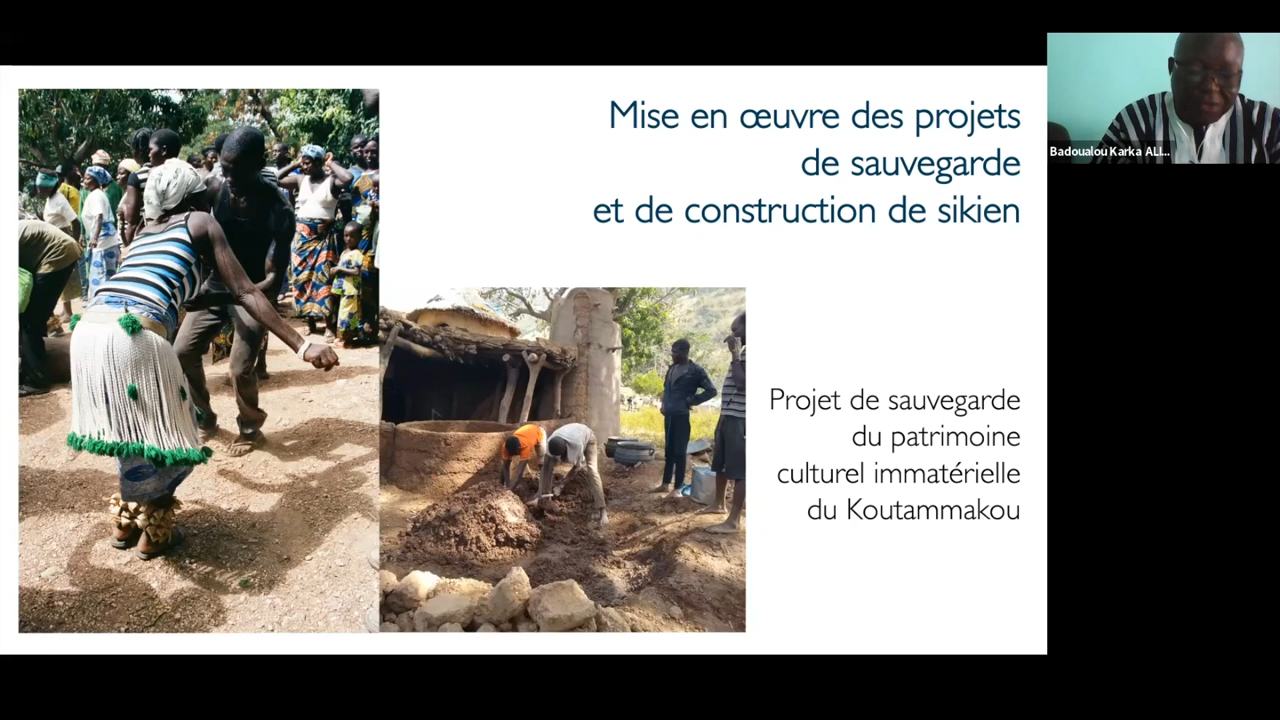 Mise en œuvre des projets
de sauvegarde
et de construction de sikien
Projet de sauvegarde
du patrimoine
culturel immatérielle
du Koutammakou
Badoualou Karka ALI...